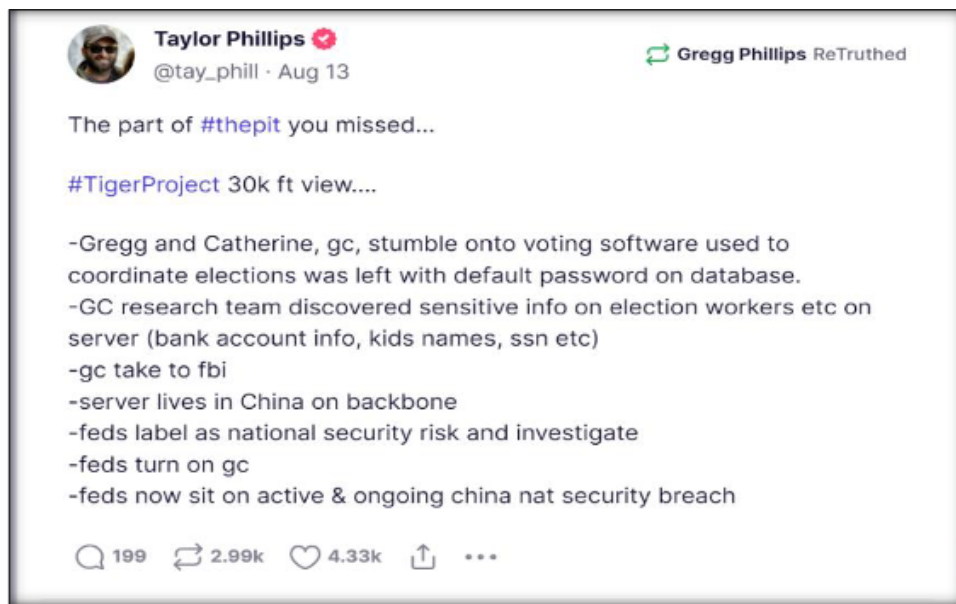 Taylor Phillips
Gregg Phillips ReTruthed
@tay_phill · Aug 13
The part of #thepit you missed...
#TigerProject 30k ft view....
-Gregg and Catherine, gc, stumble onto voting software used to
coordinate elections was left with default password on database.
-GC research team discovered sensitive info on election workers etc on
server (bank account info, kids names, ssn etc)
-gc take to fbi
-server lives in China on backbone
-feds label as national security risk and investigate
-feds turn on gc
-feds now sit on active & ongoing china nat security breach
199 2.99k 4.33k